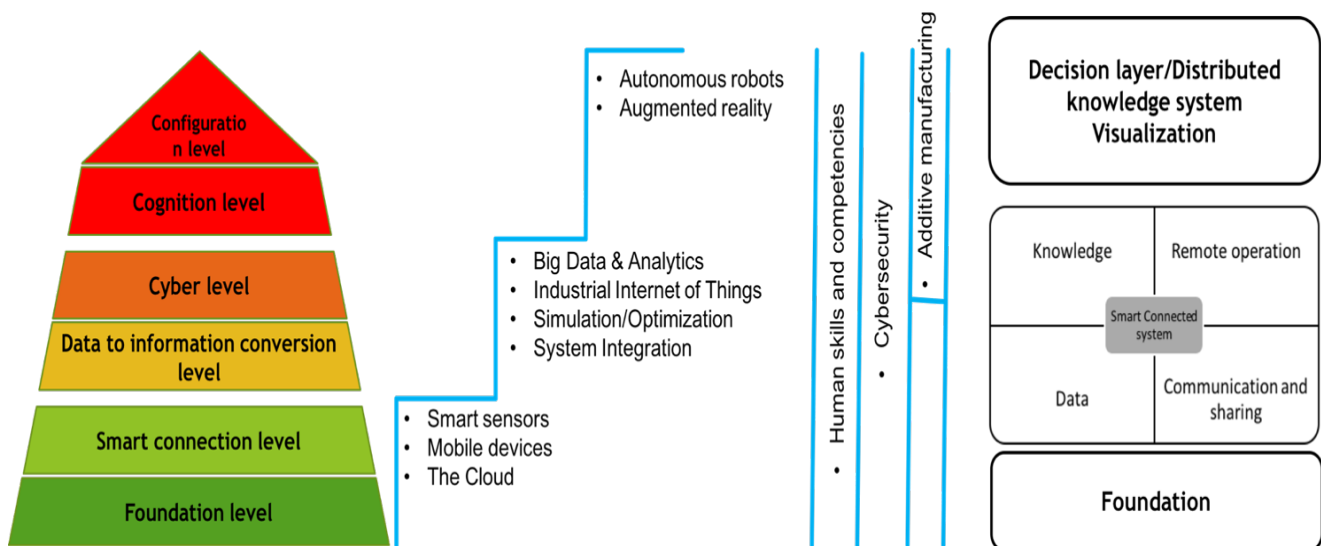 Configuratio
n level
Cognition level
Cyber level
Data to information conversion
level
Smart connection level
Foundation level
• Autonomous robots
• Augmented reality
• Big Data & Analytics
• Industrial Internet of Things
• Simulation/Optimization
• System Integration
• Smart sensors
• Mobile devices
• The Cloud
• Human skills and competencies
• Cybersecurity
• Additive manufacturing
Decision layer/Distributed
knowledge system
Visualization
Knowledge
Remote operation
Smart Connected
system
Data
Communication and
sharing
Foundation